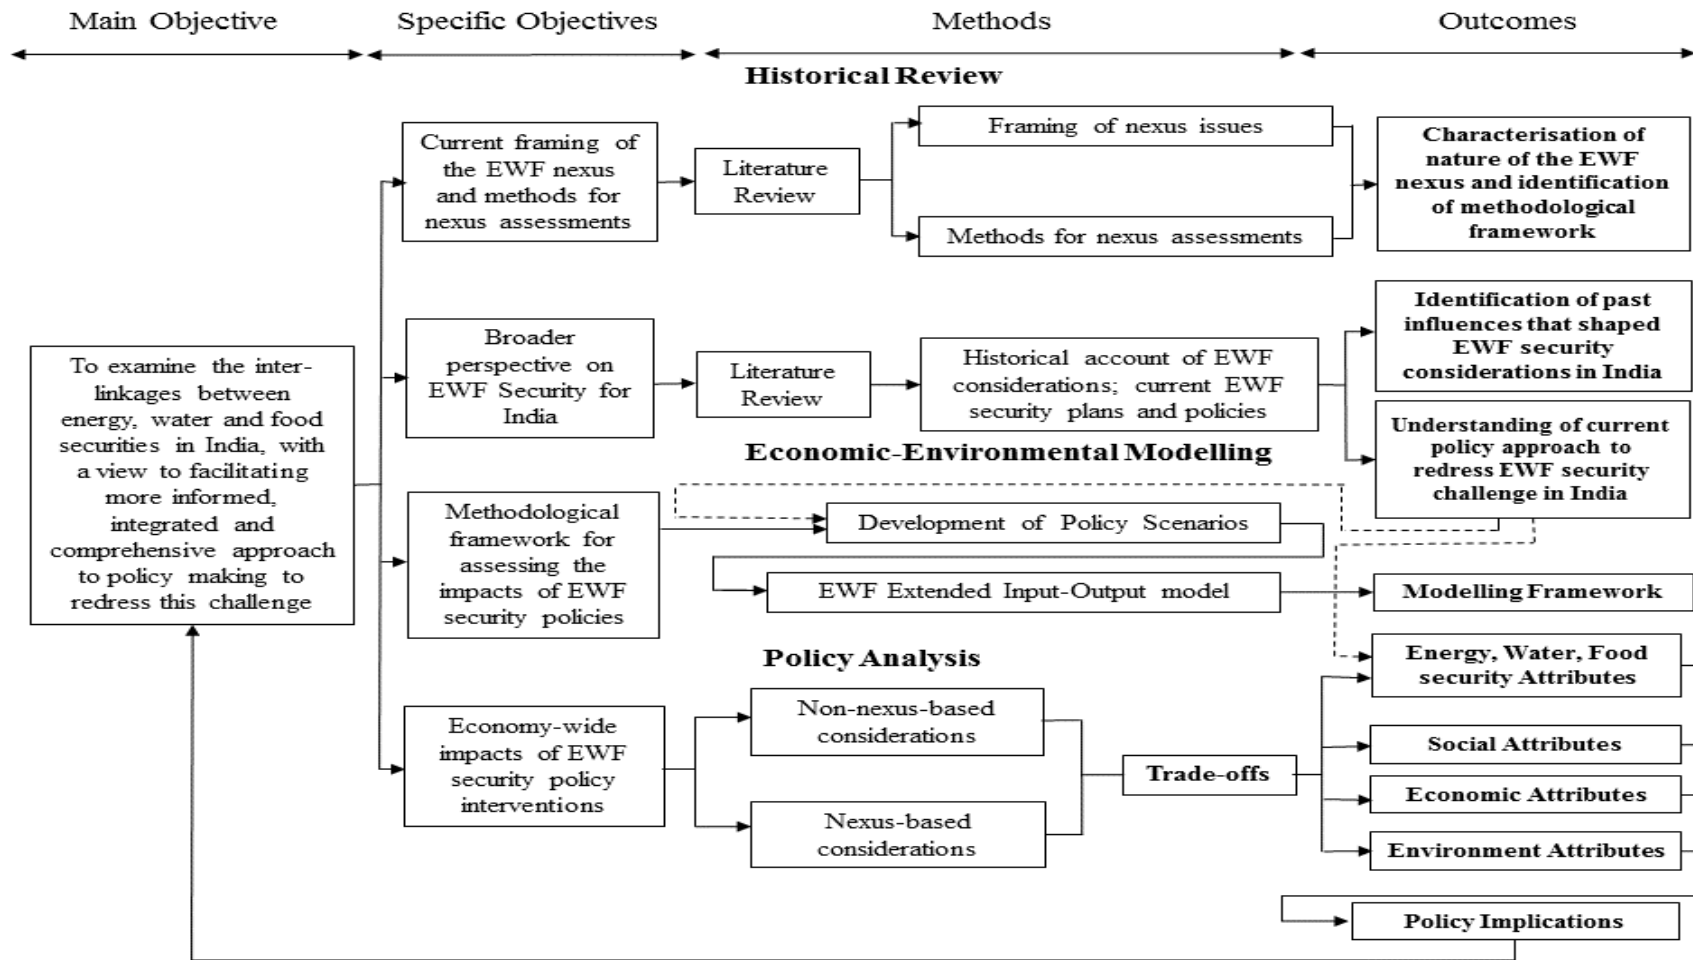 Main Objective
Specific Objectives
Methods
Outcomes
Historical Review
Current framing of
the EWF nexus
and methods for
nexus assessments
Literature
Review
Framing of nexus issues
Methods for nexus assessments
Characterisation of
nature of the EWF
nexus and identification
of methodological
framework
To examine the inter-
linkages between
energy, water and food
securities in India, with
a view to facilitating
more informed,
integrated and
comprehensive approach
to policy making to
redress this challenge
Broader
perspective on
EWF Security for
India
Literature
Review
Historical account of EWF
considerations; current EWF
security plans and policies
Identification of past
influences that shaped
EWF security
considerations in India
Understanding of current
policy approach to
redress EWF security
challenge in India
Economic-Environmental Modelling
Methodological
framework for
assessing the
impacts of EWF
security policies
Development of Policy Scenarios
EWF Extended Input-Output model
Modelling Framework
Policy Analysis
Economy-wide
impacts of EWF
security policy
interventions
Non-nexus-based
considerations
Nexus-based
considerations
Trade-offs
Energy, Water, Food
security Attributes
Social Attributes
Economic Attributes
Environment Attributes
Policy Implications